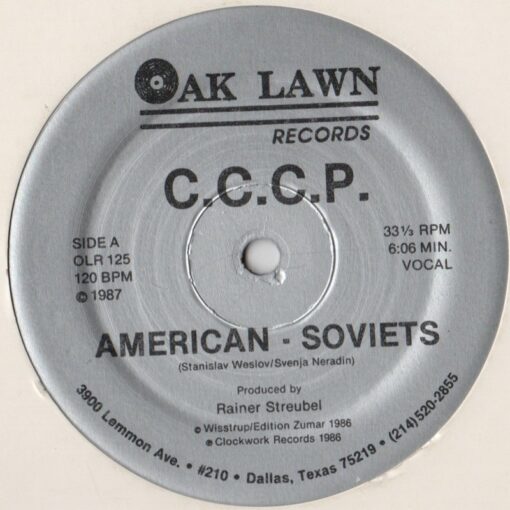 OAK LAWN
RECORDS
C.C.C.P.
SIDE A
OLR 125
120 BPM
© 1987
33⅓ RPM
6:06 MIN.
VOCAL
AMERICAN - SOVIETS
(Stanislav Weslov/Svenja Neradin)
Produced by
Rainer Streubel
© Wisstrup/Edition Zumar 1986
℗ Clockwork Records 1986
3900 Lemmon Ave. • #210 • Dallas, Texas 75219 • (214)520-2855